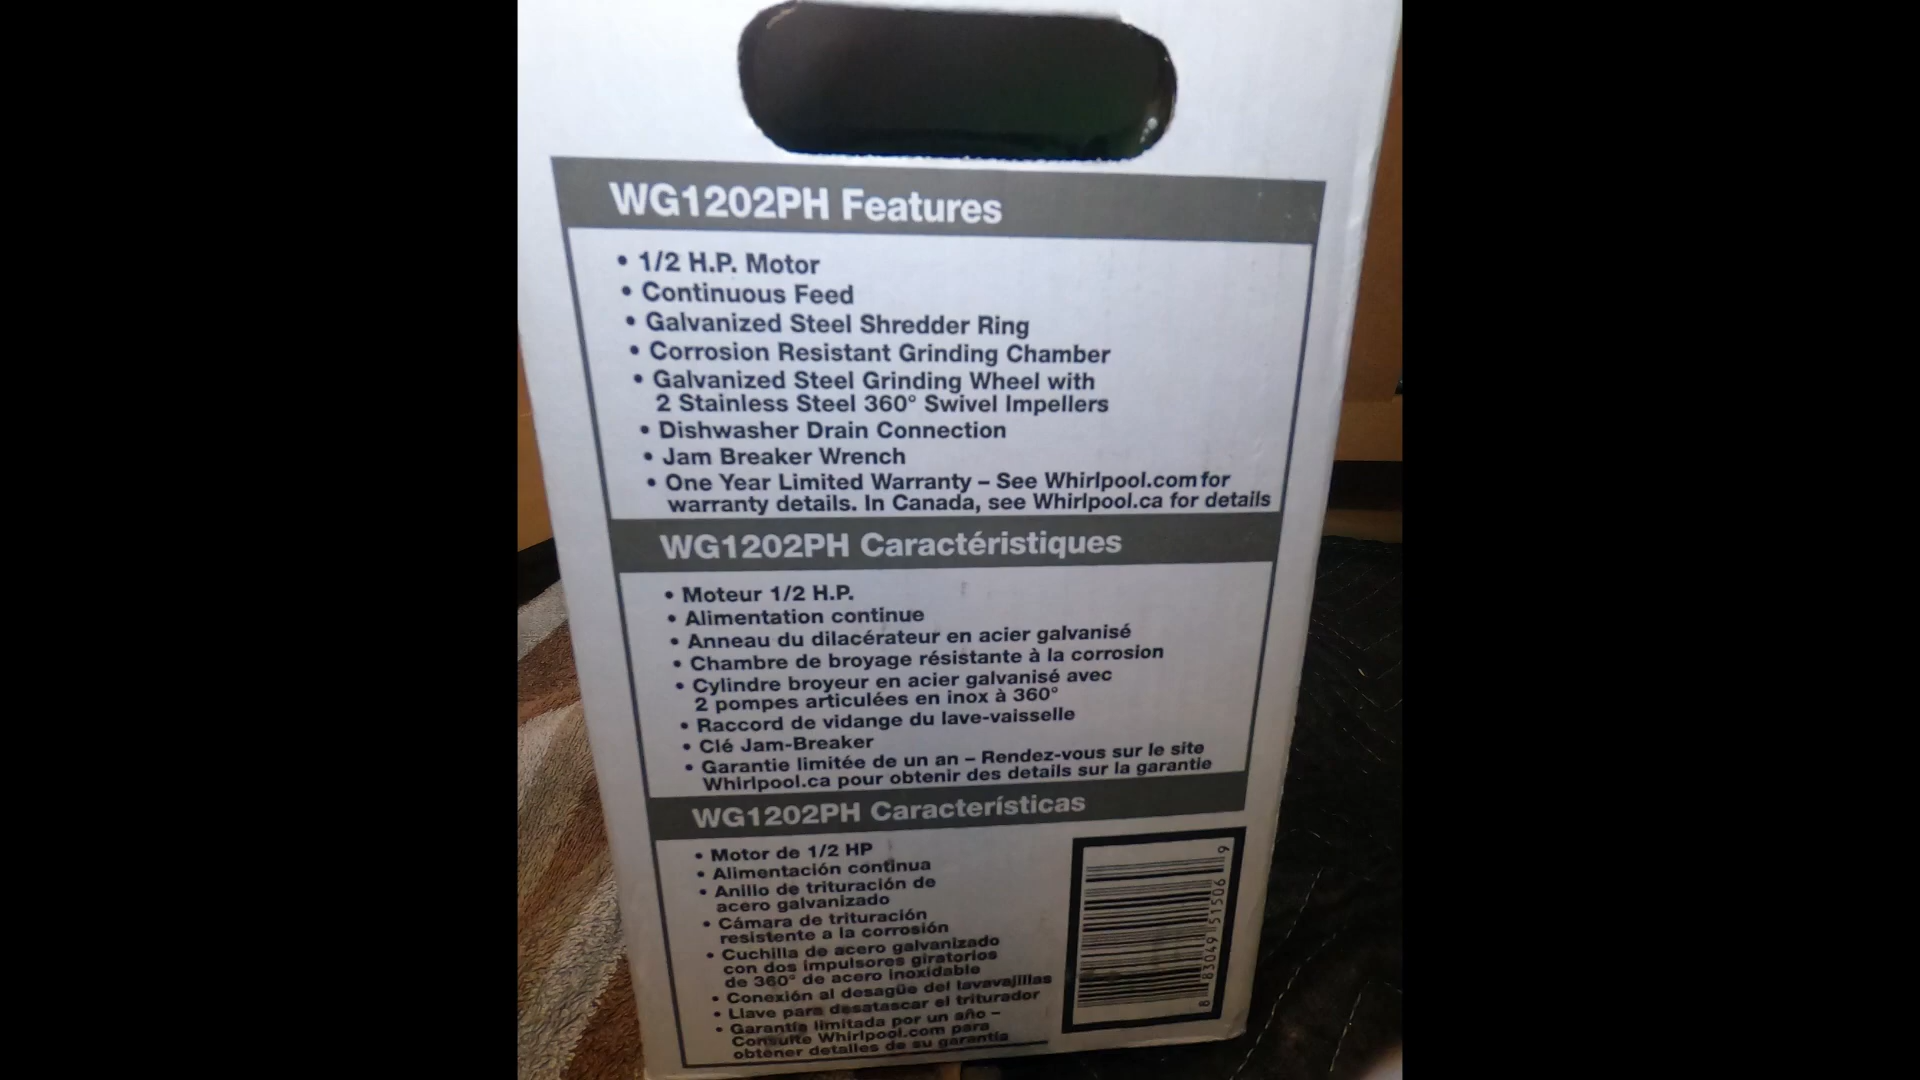 WG1202PH Features
• 1/2 H.P. Motor
• Continuous Feed
• Galvanized Steel Shredder Ring
• Corrosion Resistant Grinding Chamber
• Galvanized Steel Grinding Wheel with
2 Stainless Steel 360° Swivel Impellers
• Dishwasher Drain Connection
• Jam Breaker Wrench
• One Year Limited Warranty – See Whirlpool.com for
warranty details. In Canada, see Whirlpool.ca for details
WG1202PH Caractéristiques
• Moteur 1/2 H.P.
• Alimentation continue
• Anneau du dilacérateur en acier galvanisé
• Chambre de broyage résistante à la corrosion
• Cylindre broyeur en acier galvanisé avec
2 pompes articulées en inox à 360°
• Raccord de vidange du lave-vaisselle
• Clé Jam-Breaker
• Garantie limitée de un an – Rendez-vous sur le site
Whirlpool.ca pour obtenir des details sur la garantie
WG1202PH Características
• Motor de 1/2 HP
• Alimentación continua
• Anillo de trituración de
acero galvanizado
• Cámara de trituración
resistente a la corrosión
• Cuchilla de acero galvanizado
con dos impulsores giratorios
de 360° de acero inoxidable
• Conexión al desagüe del lavavajillas
• Llave para desatascar el triturador
• Garantía limitada por un año –
Consulte Whirlpool.com para
obtener detalles de su garantía
8 83049 51506 9